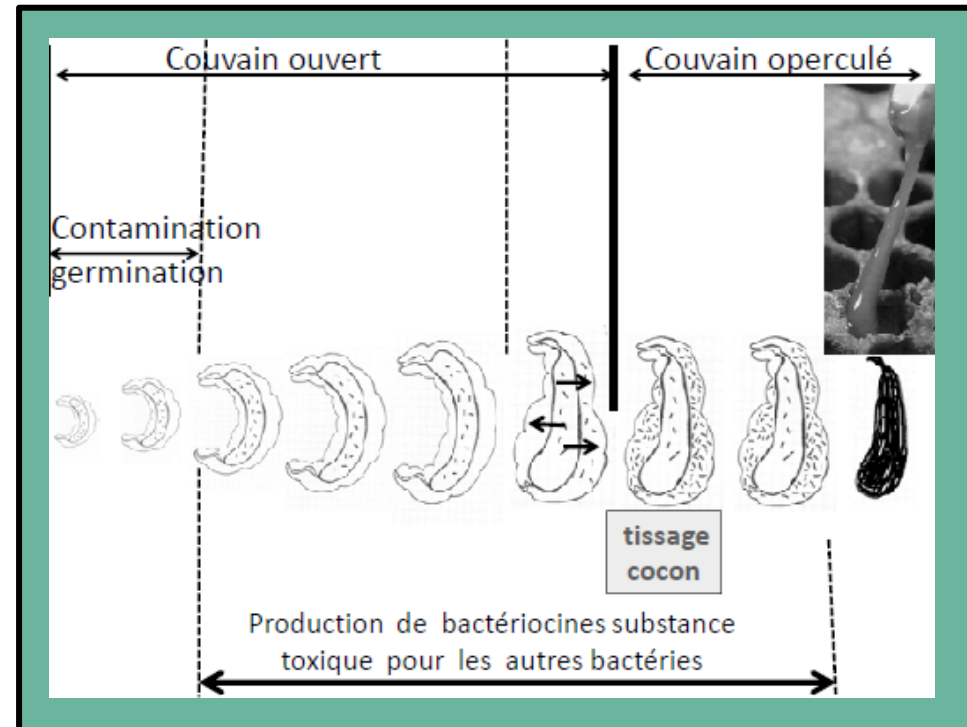 Couvain ouvert
Couvain operculé
Contamination
germination
tissage
cocon
Production de bactériocines substance
toxique pour les autres bactéries